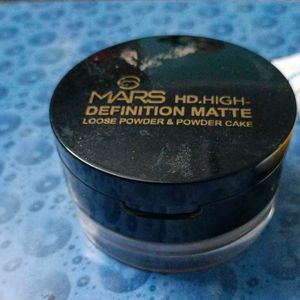 MARS HD.HIGH-
DEFINITION MATTE
LOOSE POWDER & POWDER CAKE